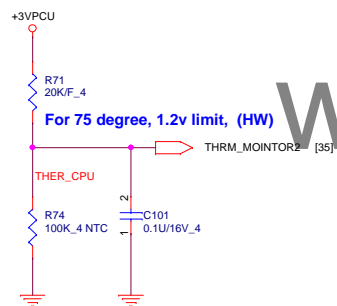 +3VPCU
R71
20K/F_4
For 75 degree, 1.2v limit, (HW)
W
THRM_MOINTOR2 [35]
THER_CPU
R74
100K_4 NTC
2
1
C101
0.1U/16V_4